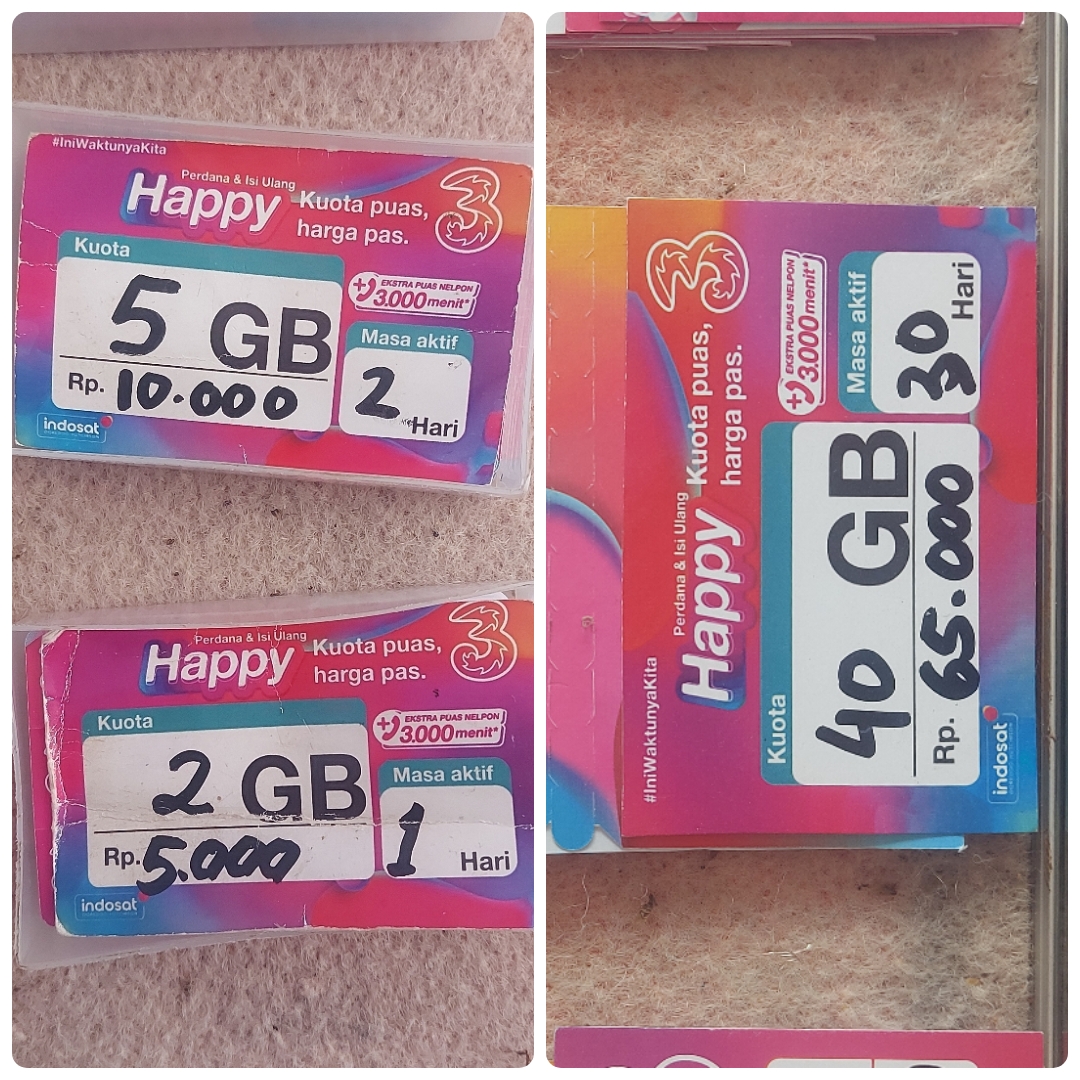 #IniWaktunyaKita
Perdana & Isi Ulang
Happy
Kuota puas,
harga pas.
3
Kuota
5 GB
Rp. 10.000
+ EKSTRA PUAS NELPON
3.000 menit*
Masa aktif
2 Hari
indosat
Perdana & Isi Ulang
Happy
Kuota puas,
harga pas.
3
Kuota
2 GB
Rp. 5.000
+ EKSTRA PUAS NELPON
3.000 menit*
Masa aktif
1 Hari
indosat
#IniWaktunyaKita
Perdana & Isi Ulang
Happy
Kuota puas,
harga pas.
3
Kuota
40 GB
Rp. 65.000
+ EKSTRA PUAS NELPON
3.000 menit*
Masa aktif
30 Hari
indosat